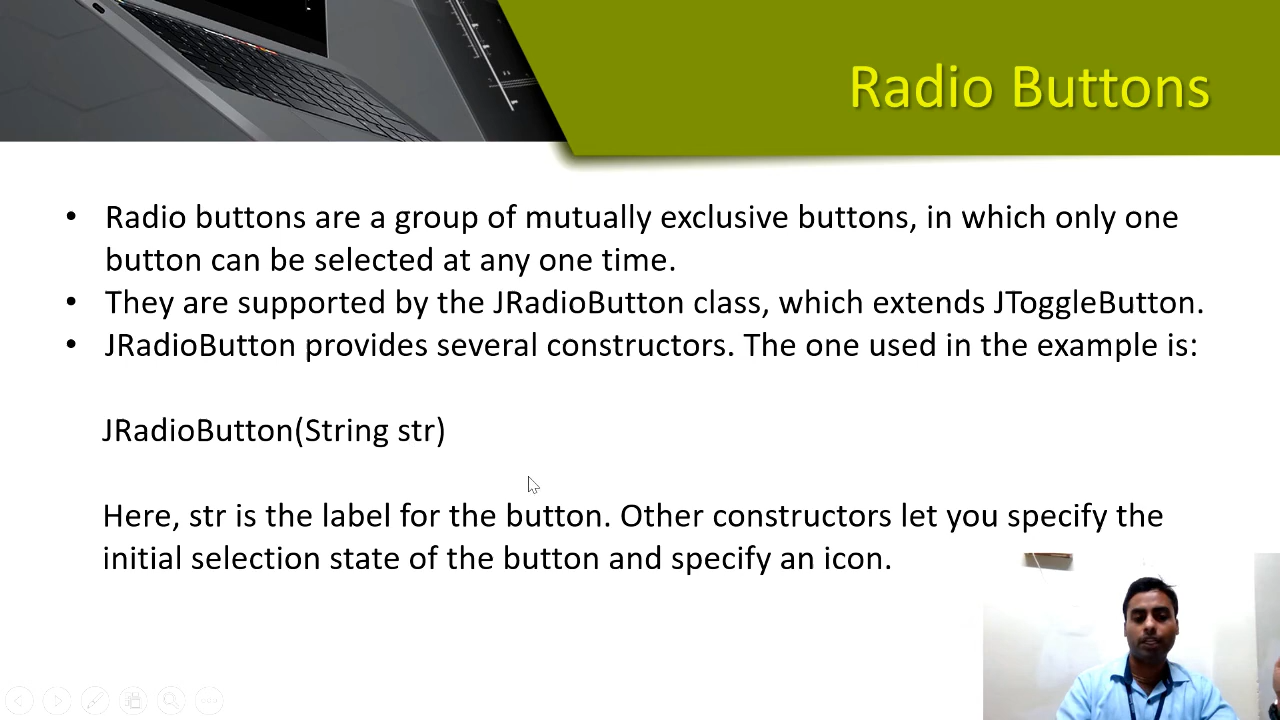 Radio Buttons
• Radio buttons are a group of mutually exclusive buttons, in which only one
button can be selected at any one time.
• They are supported by the JRadioButton class, which extends JToggleButton.
• JRadioButton provides several constructors. The one used in the example is:
JRadioButton(String str)
Here, str is the label for the button. Other constructors let you specify the
initial selection state of the button and specify an icon.